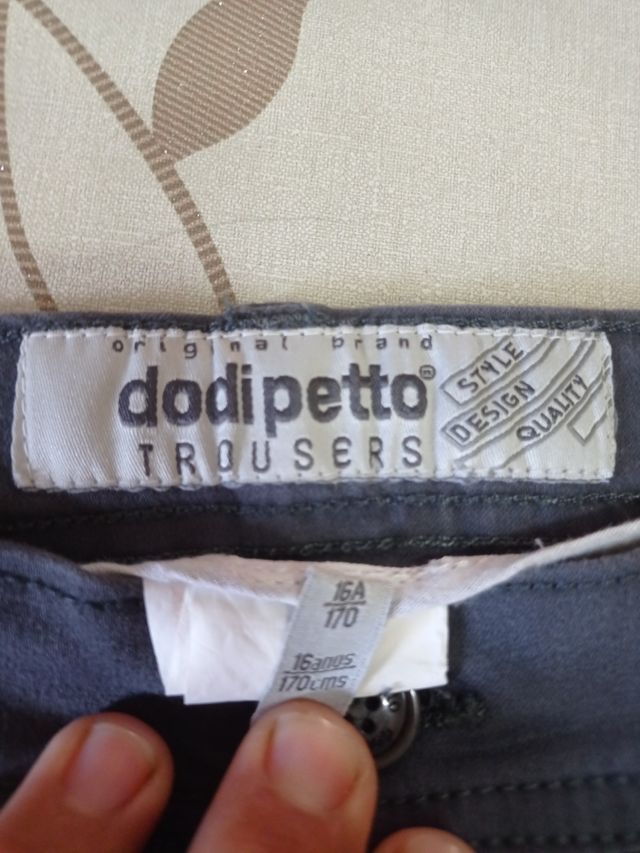 original brand
dodipetto®
TROUSERS
STYLE
DESIGN
QUALITY
16A
170
16anos
170cms